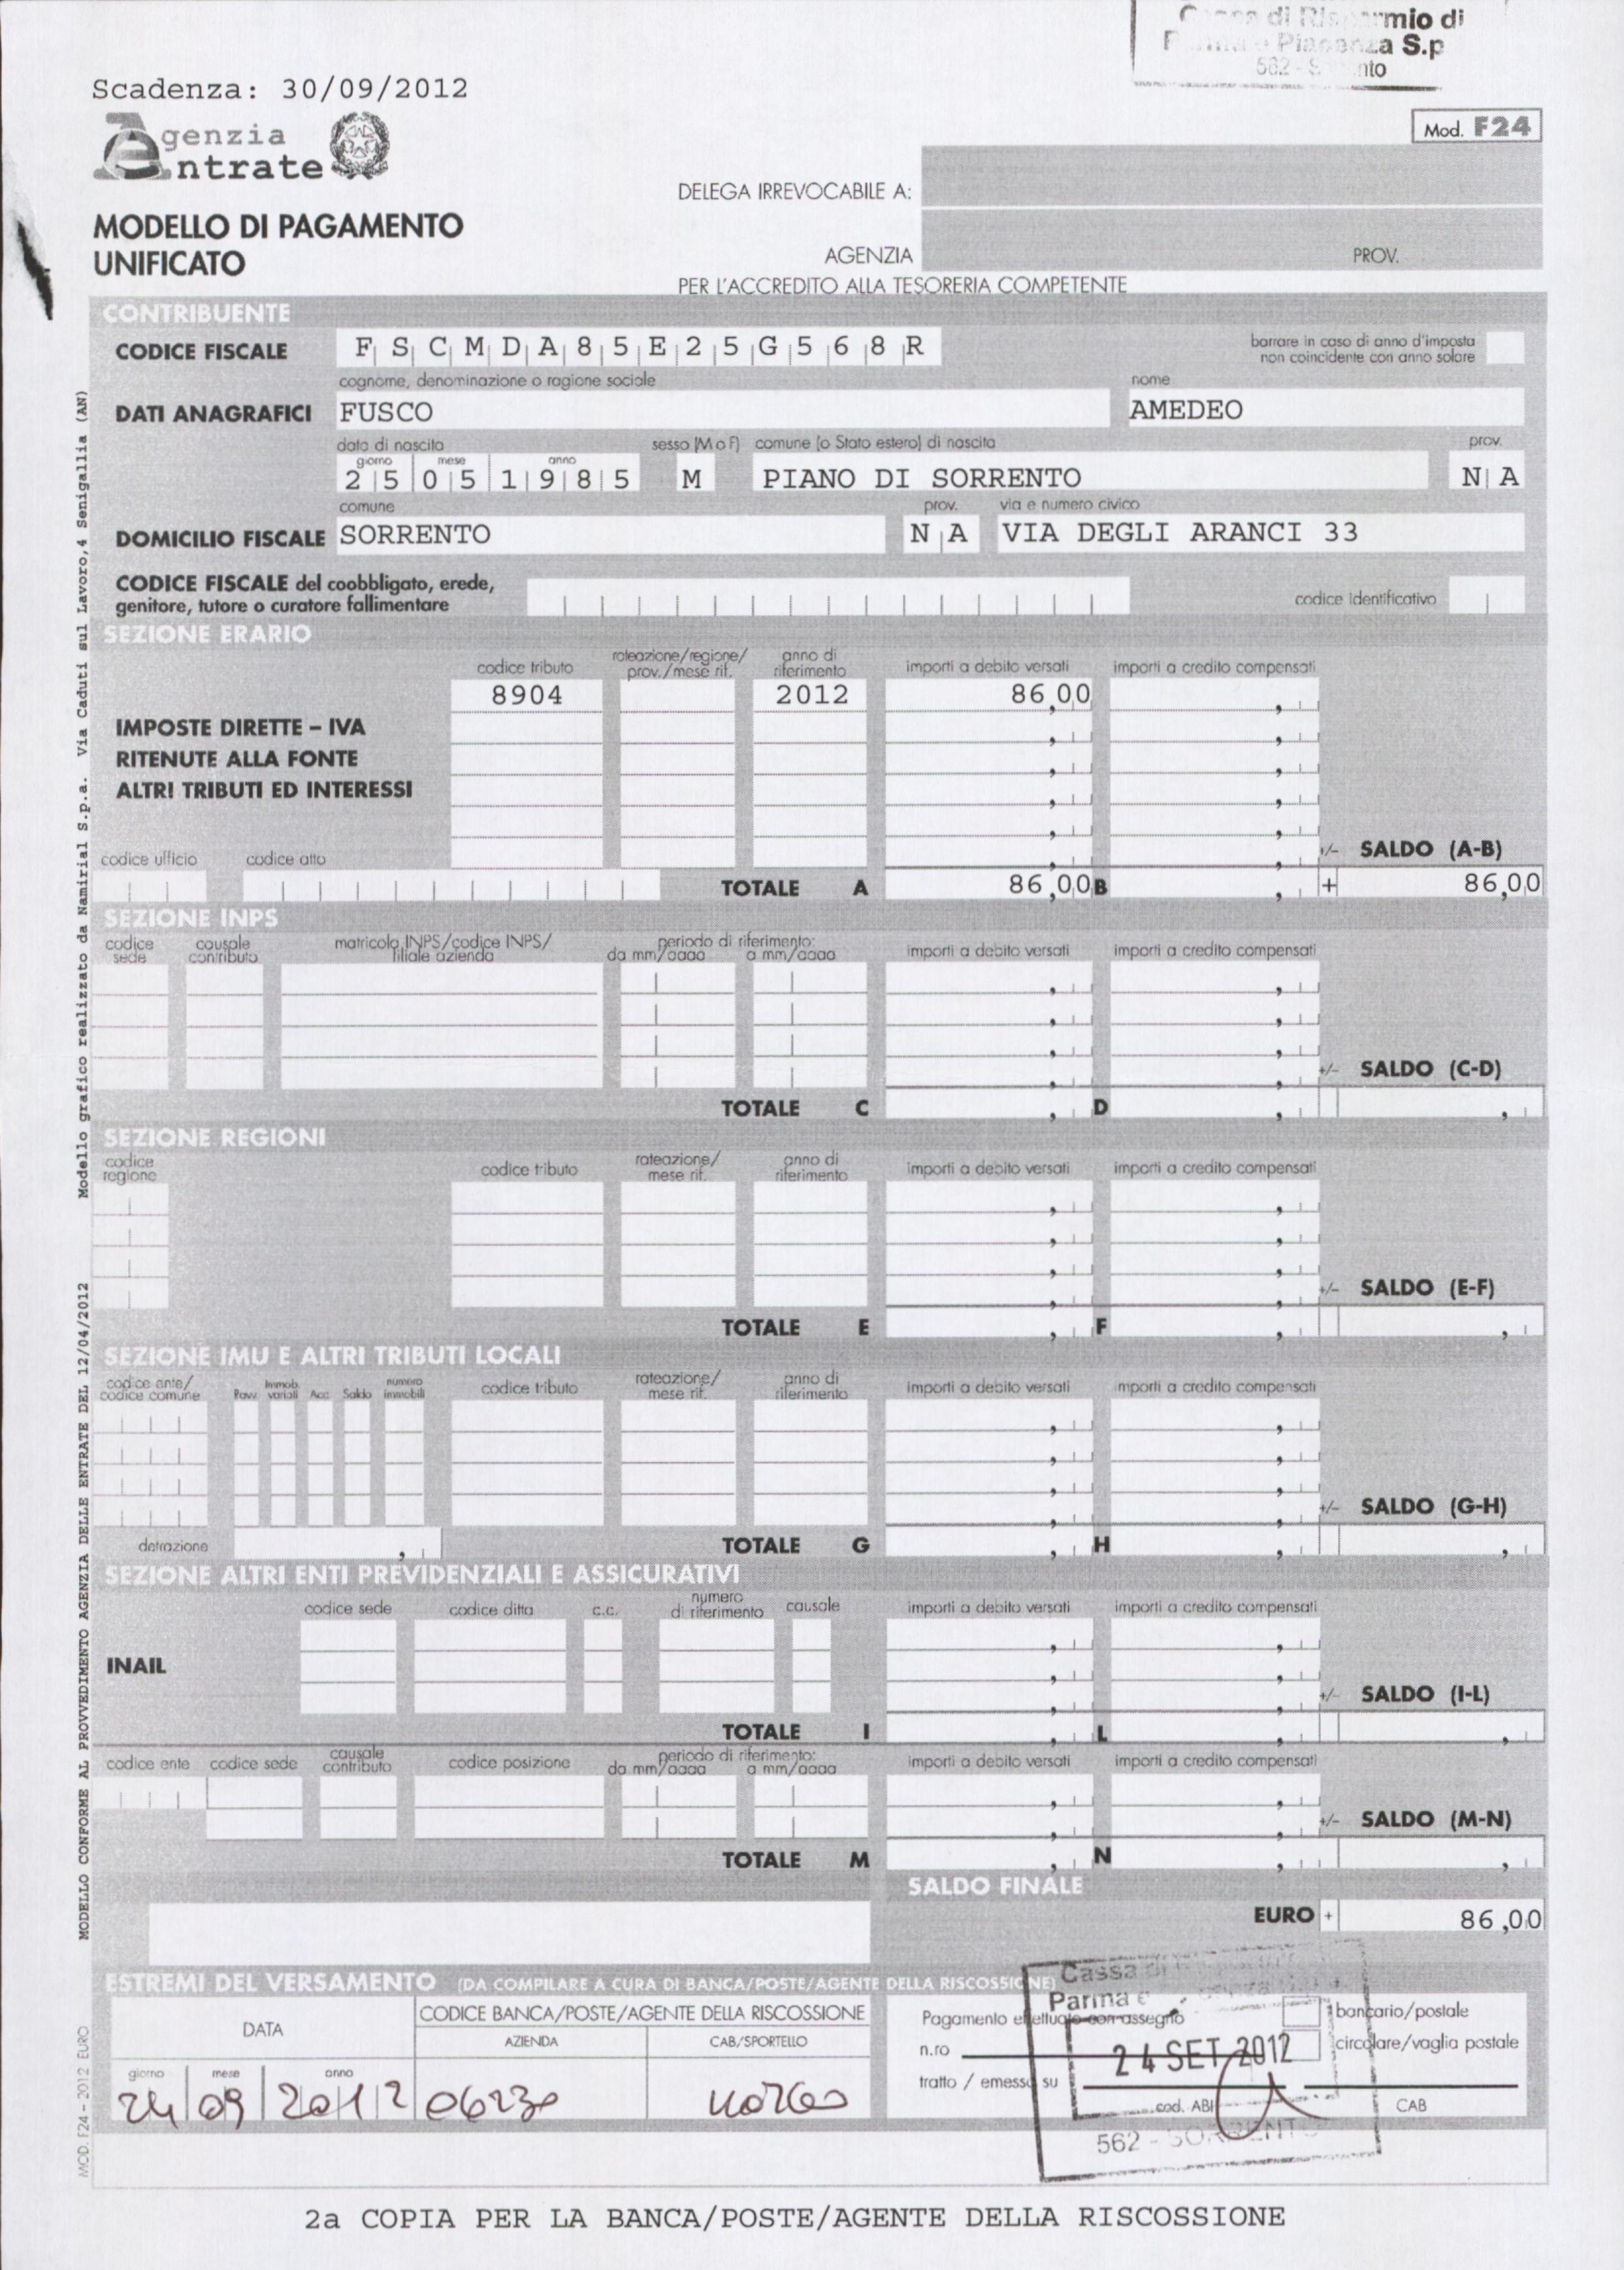 Cassa di Risparmio di
Parma e Piacenza S.p
562 - Sorrento
Scadenza: 30/09/2012
Agenzia
Entrate
Mod. F24
DELEGA IRREVOCABILE A:
MODELLO DI PAGAMENTO
UNIFICATO
AGENZIA PROV.
PER L'ACCREDITO ALLA TESORERIA COMPETENTE
CONTRIBUENTE
CODICE FISCALE F S C M D A 8 5 E 2 5 G 5 6 8 R
barrare in caso di anno d'imposta
non coincidente con anno solare
cognome, denominazione o ragione sociale nome
DATI ANAGRAFICI FUSCO AMEDEO
data di nascita sesso (M o F) comune (o Stato estero) di nascita prov.
giorno mese anno
2 5 0 5 1 9 8 5 M PIANO DI SORRENTO N A
comune prov. via e numero civico
DOMICILIO FISCALE SORRENTO N A VIA DEGLI ARANCI 33
CODICE FISCALE del coobbligato, erede,
genitore, tutore o curatore fallimentare codice identificativo
SEZIONE ERARIO
codice tributo rateazione/regione/ prov./mese rif. anno di riferimento importi a debito versati importi a credito compensati
8904 2012 86,00 ,
IMPOSTE DIRETTE – IVA
RITENUTE ALLA FONTE
ALTRI TRIBUTI ED INTERESSI
codice ufficio codice atto +/- SALDO (A-B)
TOTALE A 86,00 B , + 86,00
SEZIONE INPS
codice sede causale contributo matricola INPS/codice INPS/ filiale azienda periodo di riferimento: da mm/aaaa a mm/aaaa importi a debito versati importi a credito compensati
+/- SALDO (C-D)
TOTALE C , D , ,
SEZIONE REGIONI
codice regione codice tributo rateazione/ mese rif. anno di riferimento importi a debito versati importi a credito compensati
+/- SALDO (E-F)
TOTALE E , F , ,
SEZIONE IMU E ALTRI TRIBUTI LOCALI
codice ente/ codice comune Ravv. Immob. variati Acc. Saldo numero immobili codice tributo rateazione/ mese rif. anno di riferimento importi a debito versati mporti a credito compensati
+/- SALDO (G-H)
detrazione , TOTALE G , H , ,
SEZIONE ALTRI ENTI PREVIDENZIALI E ASSICURATIVI
codice sede codice ditta c.c. numero di riferimento causale importi a debito versati importi a credito compensati
INAIL
+/- SALDO (I-L)
TOTALE I , L , ,
codice ente codice sede causale contributo codice posizione periodo di riferimento: da mm/aaaa a mm/aaaa importi a debito versati importi a credito compensati
+/- SALDO (M-N)
TOTALE M , N , ,
SALDO FINALE
EURO + 86,00
ESTREMI DEL VERSAMENTO (DA COMPILARE A CURA DI BANCA/POSTE/AGENTE DELLA RISCOSSIONE)
DATA CODICE BANCA/POSTE/AGENTE DELLA RISCOSSIONE
AZIENDA CAB/SPORTELLO
giorno mese anno
24 09 2012 06230
Pagamento effettuato con assegno bancario/postale
n.ro circolare/vaglia postale
tratto / emesso su
cod. ABI CAB
Cassa di
Parma e
24 SET. 2012
562 - SORRENTO
2a COPIA PER LA BANCA/POSTE/AGENTE DELLA RISCOSSIONE
Modello grafico realizzato da Namirial S.p.a. Via Caduti sul Lavoro,4 Senigallia (AN)
MODELLO CONFORME AL PROVVEDIMENTO AGENZIA DELLE ENTRATE DEL 12/04/2012
MOD. F24 – 2012 EURO